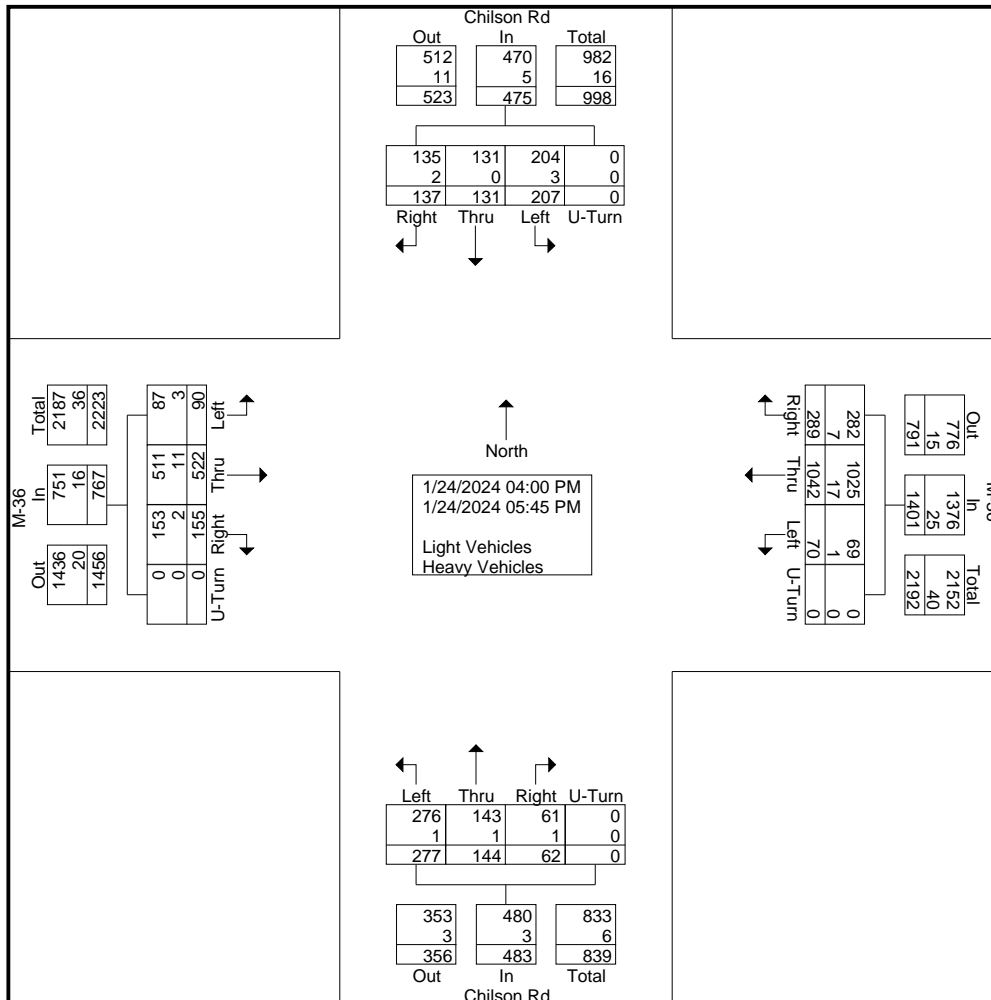 Chilson Rd
Out In Total
512 470 982
11 5 16
523 475 998
135 131 204 0
2 0 3 0
137 131 207 0
Right Thru Left U-Turn
M-36
Total In Out
2187 751 1436
36 16 20
2223 767 1456
87 511 153 0
3 11 2 0
90 522 155 0
Left Thru Right U-Turn
North
1/24/2024 04:00 PM
1/24/2024 05:45 PM
Light Vehicles
Heavy Vehicles
Right Thru Left U-Turn
282 1025 69 0
7 17 1 0
289 1042 70 0
Out In Total
776 1376 2152
15 25 40
791 1401 2192
Left Thru Right U-Turn
276 143 61 0
1 1 1 0
277 144 62 0
353 480 833
3 3 6
356 483 839
Out In Total
Chilson Rd